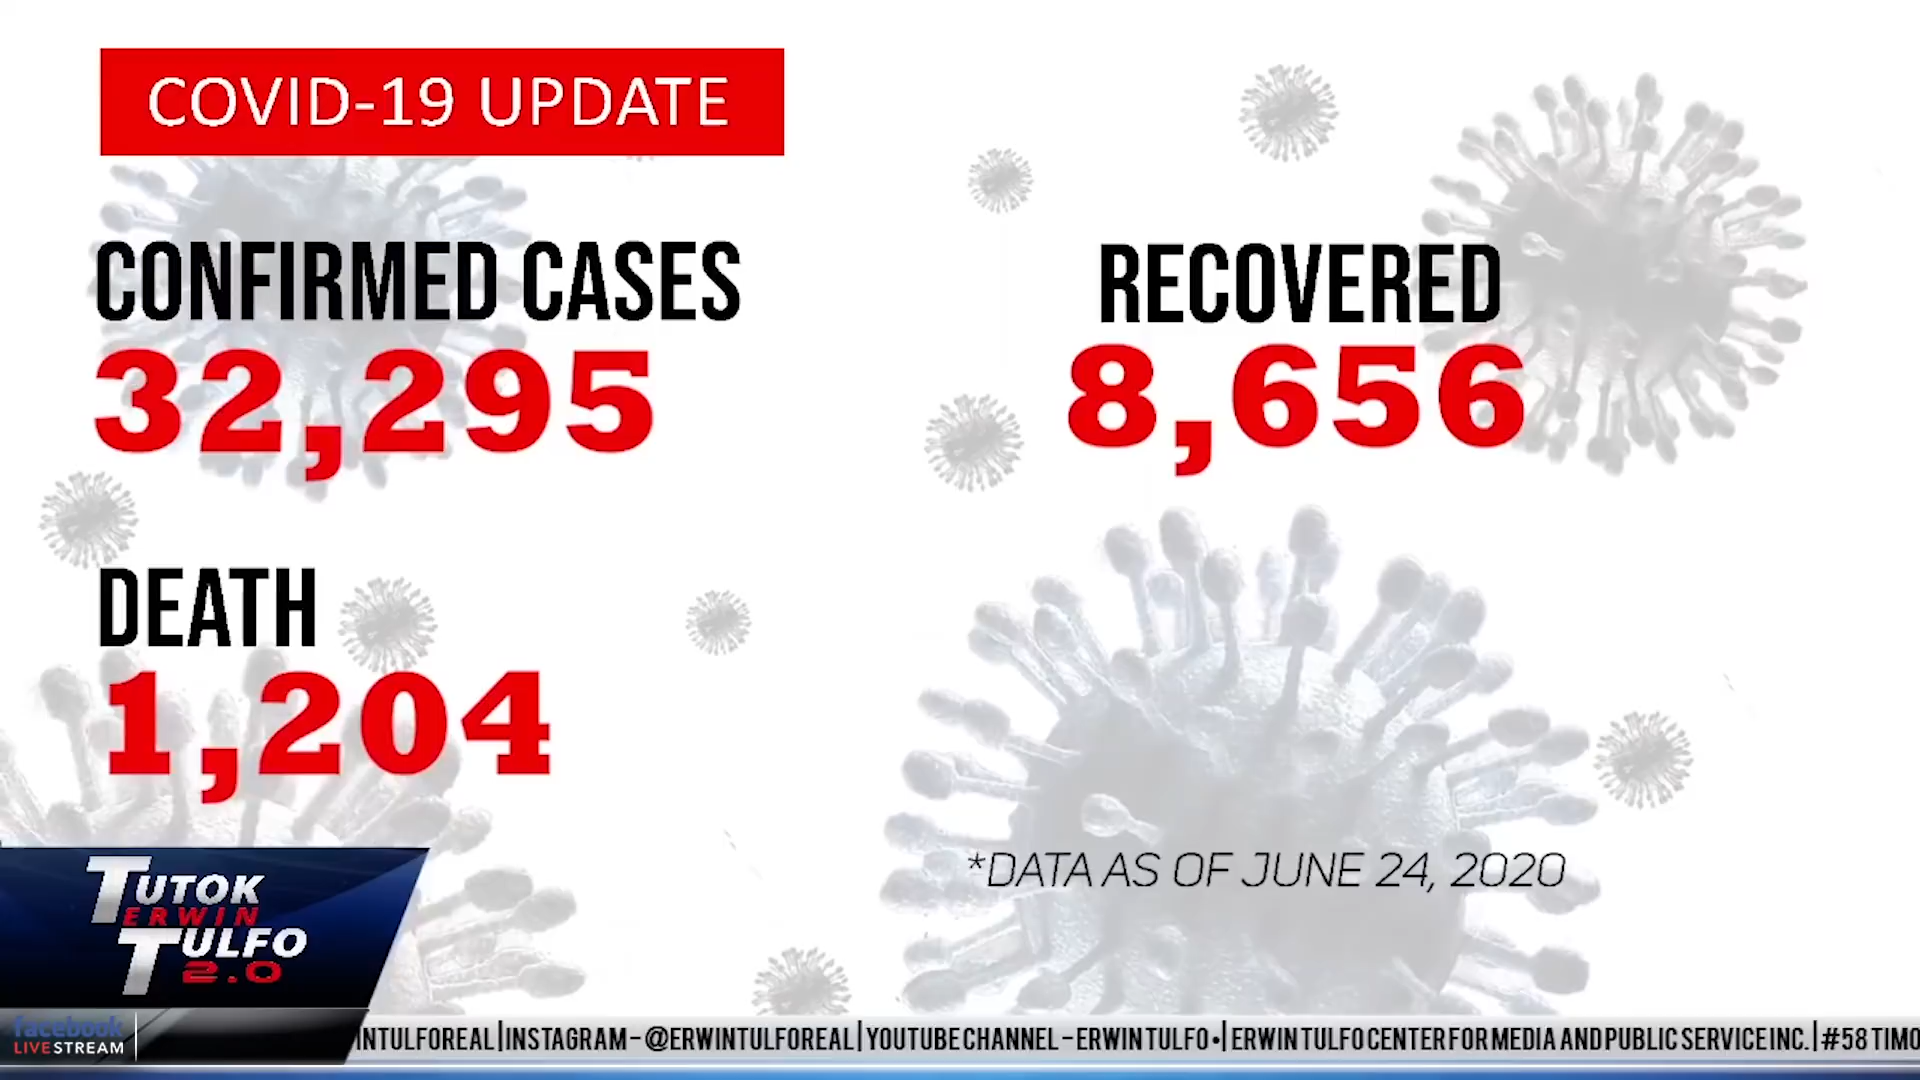 COVID-19 UPDATE
CONFIRMED CASES
32,295
RECOVERED
8,656
DEATH
1,204
*DATA AS OF JUNE 24, 2020
TUTOK
ERWIN
TULFO
2.0
facebook
LIVESTREAM
INTULFOREAL | INSTAGRAM - @ERWINTULFOREAL | YOUTUBE CHANNEL - ERWIN TULFO • | ERWIN TULFO CENTER FOR MEDIA AND PUBLIC SERVICE INC. | #58 TIMO